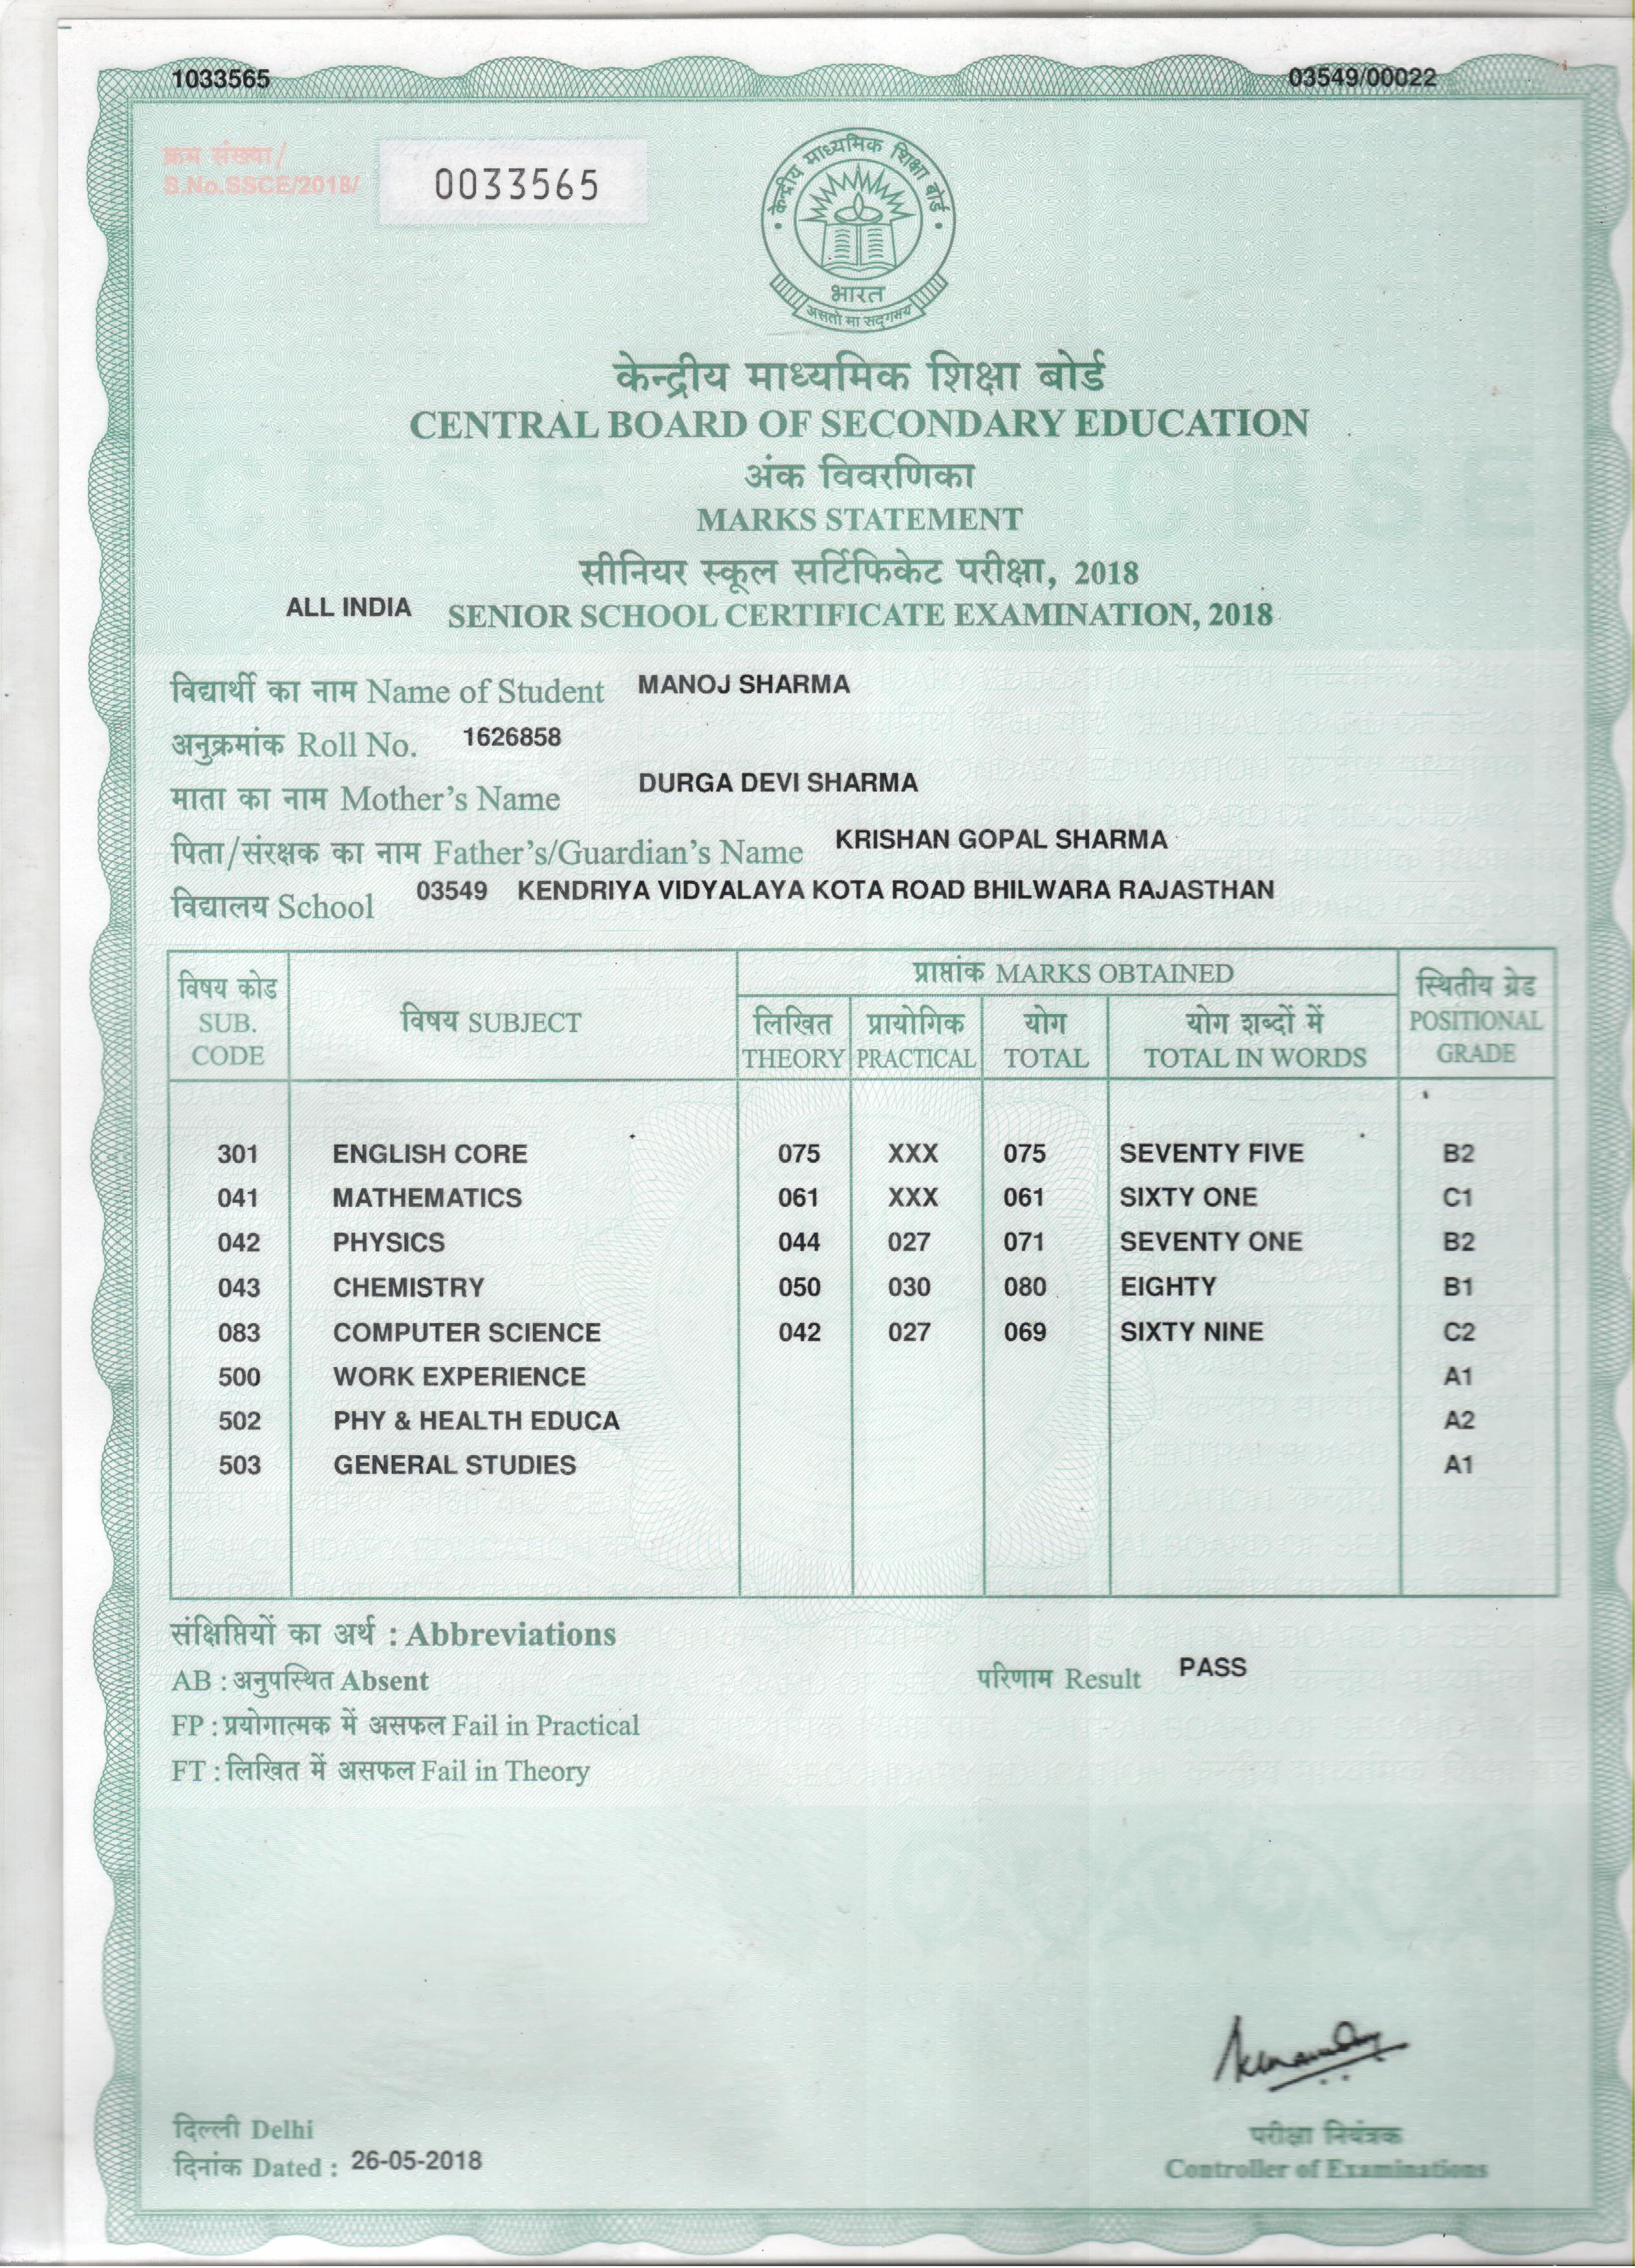 1033565 03549/00022
क्रम संख्या/
S.No.SSCE/2018/ 0033565
केन्द्रीय माध्यमिक शिक्षा बोर्ड
भारत
असतो मा सद्गमय
केन्द्रीय माध्यमिक शिक्षा बोर्ड
CENTRAL BOARD OF SECONDARY EDUCATION
CBSE CBSE
अंक विवरणिका
MARKS STATEMENT
सीनियर स्कूल सर्टिफिकेट परीक्षा, 2018
ALL INDIA SENIOR SCHOOL CERTIFICATE EXAMINATION, 2018
विद्यार्थी का नाम Name of Student MANOJ SHARMA
अनुक्रमांक Roll No. 1626858
माता का नाम Mother's Name DURGA DEVI SHARMA
पिता/संरक्षक का नाम Father's/Guardian's Name KRISHAN GOPAL SHARMA
विद्यालय School 03549 KENDRIYA VIDYALAYA KOTA ROAD BHILWARA RAJASTHAN
विषय कोड SUB. CODE विषय SUBJECT प्राप्तांक MARKS OBTAINED स्थितीय ग्रेड POSITIONAL GRADE
लिखित THEORY प्रायोगिक PRACTICAL योग TOTAL योग शब्दों में TOTAL IN WORDS
301 ENGLISH CORE 075 XXX 075 SEVENTY FIVE B2
041 MATHEMATICS 061 XXX 061 SIXTY ONE C1
042 PHYSICS 044 027 071 SEVENTY ONE B2
043 CHEMISTRY 050 030 080 EIGHTY B1
083 COMPUTER SCIENCE 042 027 069 SIXTY NINE C2
500 WORK EXPERIENCE A1
502 PHY & HEALTH EDUCA A2
503 GENERAL STUDIES A1
संक्षिप्तियों का अर्थ : Abbreviations
AB : अनुपस्थित Absent परिणाम Result PASS
FP : प्रयोगात्मक में असफल Fail in Practical
FT : लिखित में असफल Fail in Theory
दिल्ली Delhi
दिनांक Dated : 26-05-2018
परीक्षा नियंत्रक
Controller of Examinations